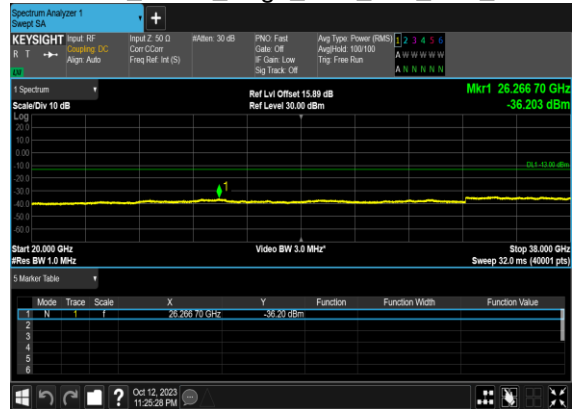 Spectrum Analyzer 1
Swept SA
+
KEYSIGHT Input: RF Input Z: 50 Ω #Atten: 30 dB PNO: Fast Avg Type: Power (RMS) 1 2 3 4 5 6
R T Coupling: DC Corr CCorr Gate: Off Avg|Hold: 100/100 A W W W W W
Align: Auto Freq Ref: Int (S) IF Gain: Low Trig: Free Run A N N N N N
Sig Track: Off
1 Spectrum Ref Lvl Offset 15.89 dB Mkr1 26.266 70 GHz
Scale/Div 10 dB Ref Level 30.00 dBm -36.203 dBm
Log
20.0
10.0
0.00
-10.0 DL1 -13.00 dBm
-20.0
-30.0 1
-40.0
-50.0
-60.0
Start 20.000 GHz Video BW 3.0 MHz* Stop 38.000 GHz
#Res BW 1.0 MHz Sweep 32.0 ms (40001 pts)
5 Marker Table
Mode Trace Scale X Y Function Function Width Function Value
1 N 1 f 26.266 70 GHz -36.20 dBm
2
3
4
5
6
? Oct 12, 2023
11:25:28 PM